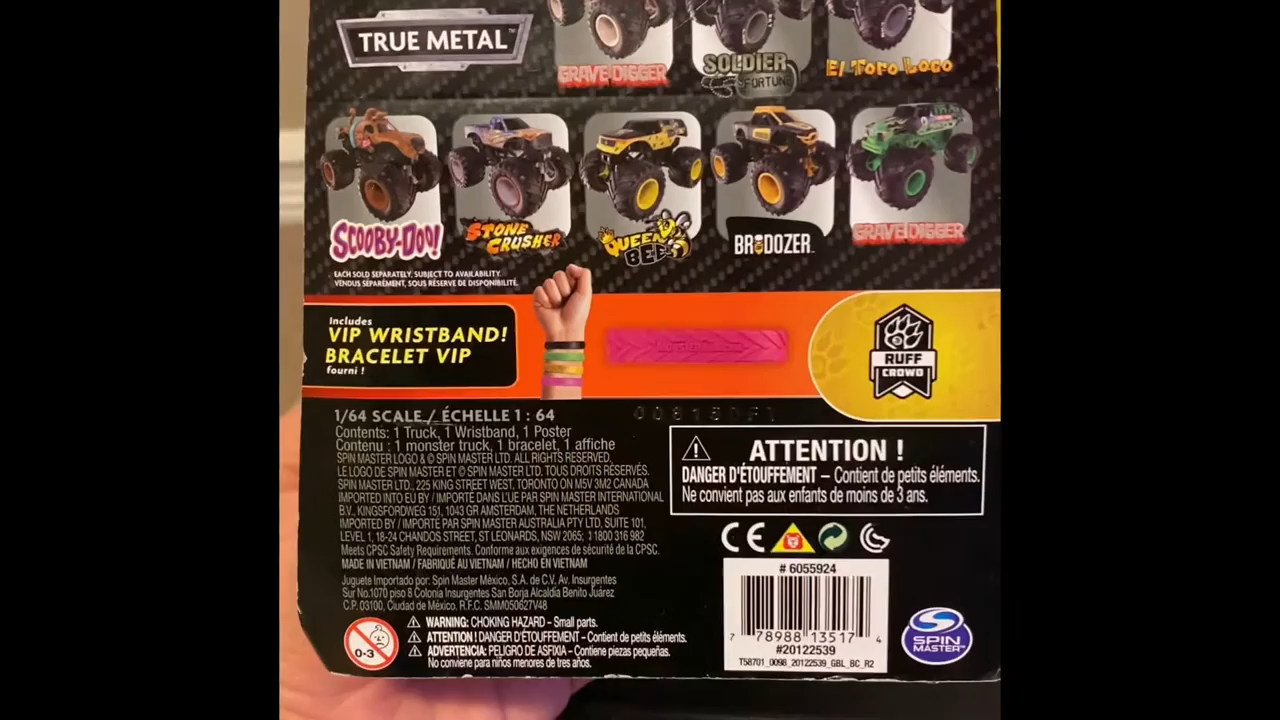 TRUE METAL™
GRAVE DIGGER
SOLDIER
FORTUNE
EL TORO LOCO
SCOOBY-DOO!
STONE CRUSHER
QUEEN BEE
BRODOZER
GRAVE DIGGER
EACH SOLD SEPARATELY, SUBJECT TO AVAILABILITY.
VENDUS SÉPARÉMENT, SOUS RÉSERVE DE DISPONIBILITÉ.
Includes
VIP WRISTBAND!
BRACELET VIP
fourni !
RUFF
CROWD
1/64 SCALE / ÉCHELLE 1 : 64
Contents: 1 Truck, 1 Wristband, 1 Poster
Contenu : 1 monster truck, 1 bracelet, 1 affiche
SPIN MASTER LOGO & © SPIN MASTER LTD. ALL RIGHTS RESERVED.
LE LOGO DE SPIN MASTER ET © SPIN MASTER LTD. TOUS DROITS RÉSERVÉS.
SPIN MASTER LTD., 225 KING STREET WEST, TORONTO ON M5V 3M2 CANADA
IMPORTED INTO EU BY / IMPORTÉ DANS L'UE PAR SPIN MASTER INTERNATIONAL
B.V., KINGSFORDWEG 151, 1043 GR AMSTERDAM, THE NETHERLANDS
IMPORTED BY / IMPORTÉ PAR SPIN MASTER AUSTRALIA PTY LTD, SUITE 101,
LEVEL 1, 18-24 CHANDOS STREET, ST LEONARDS, NSW 2065; 1800 316 982
Meets CPSC Safety Requirements. Conforme aux exigences de sécurité de la CPSC.
MADE IN VIETNAM / FABRIQUÉ AU VIETNAM / HECHO EN VIETNAM
Juguete Importado por: Spin Master México, S.A. de C.V. Av. Insurgentes
Sur No.1070 piso 8 Colonia Insurgentes San Borja Alcaldía Benito Juárez
C.P. 03100, Ciudad de México. R.F.C. SMM050627V48
0-3
WARNING: CHOKING HAZARD – Small parts.
ATTENTION ! DANGER D'ÉTOUFFEMENT – Contient de petits éléments.
ADVERTENCIA: PELIGRO DE ASFIXIA – Contiene piezas pequeñas.
No conviene para niños menores de tres años.
ATTENTION !
DANGER D'ÉTOUFFEMENT – Contient de petits éléments.
Ne convient pas aux enfants de moins de 3 ans.
CE
# 6055924
7 78988 13517 4
#20122539
T58701_0098_20122539_GBL_BC_R2
SPIN
MASTER™